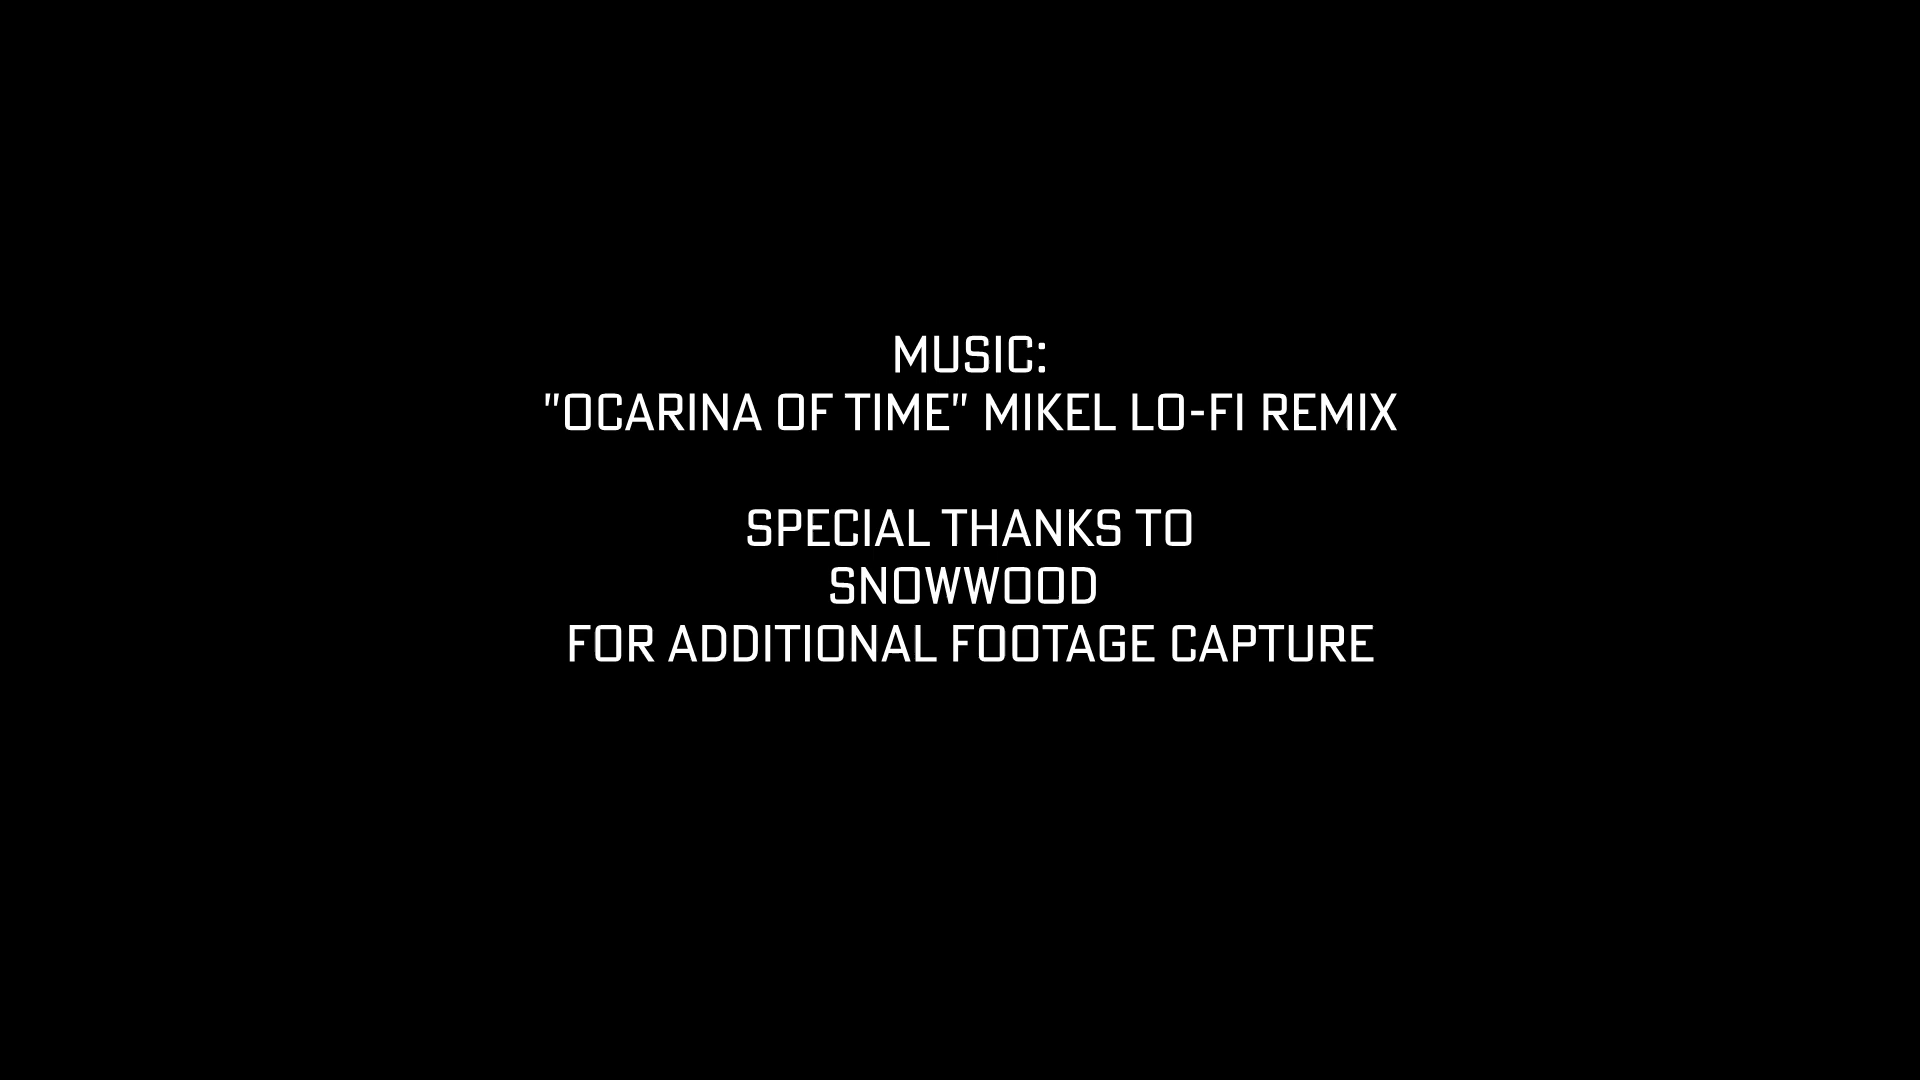 MUSIC:
"OCARINA OF TIME" MIKEL LO-FI REMIX
SPECIAL THANKS TO
SNOWWOOD
FOR ADDITIONAL FOOTAGE CAPTURE